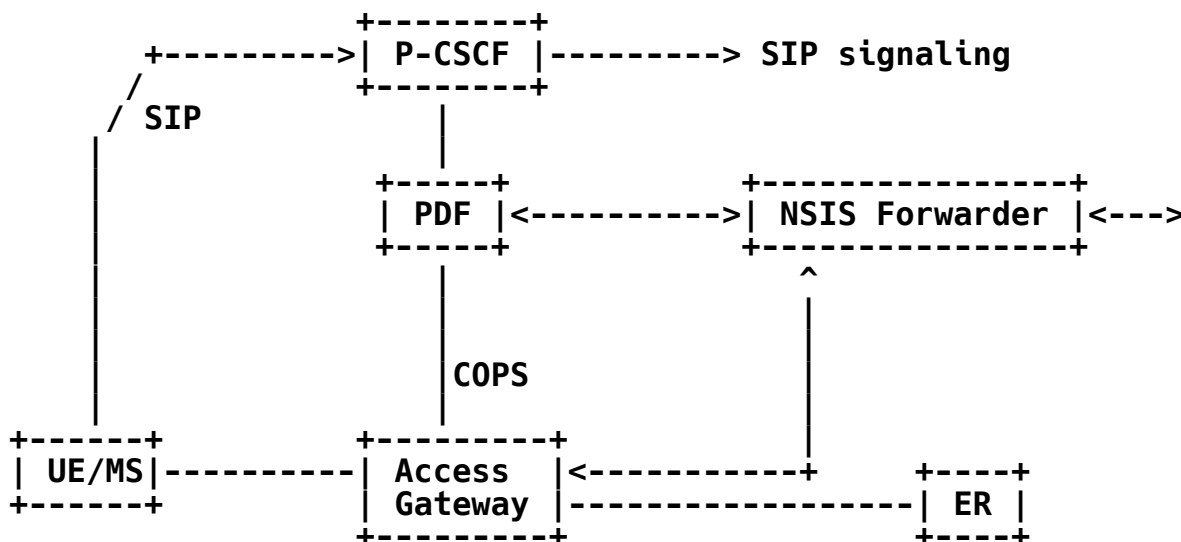 P-CSCF SIP signaling
SIP
PDF NSIS Forwarder
COPS
UE/MS Access
Gateway ER